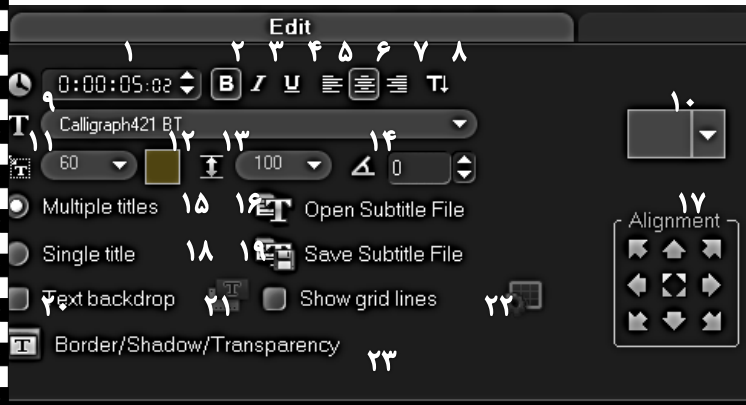 Edit
۱ ۲ ۳ ۴ ۵ ۶ ۷ ۸
0:00:05:02 B I U T
۹ ۱۰
T Calligraph421 BT
۱۱ ۱۲ ۱۳ ۱۴
T 60 100 0
Multiple titles ۱۵ ۱۶ T Open Subtitle File ۱۷
Alignment
Single title ۱۸ ۱۹ T Save Subtitle File
Text backdrop ۲۰ ۲۱ T Show grid lines ۲۲
T Border/Shadow/Transparency ۲۳